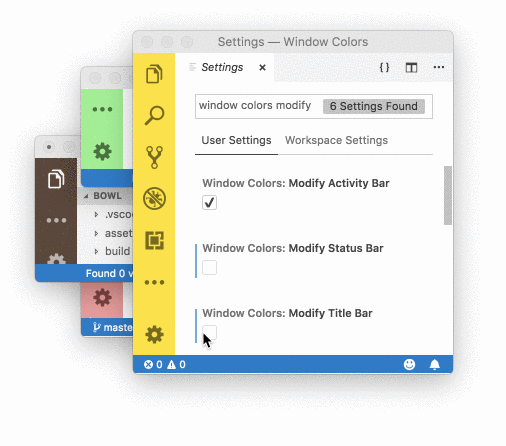 Settings — Window Colors
Settings
window colors modify
6 Settings Found
User Settings
Workspace Settings
Window Colors: Modify Activity Bar
Window Colors: Modify Status Bar
Window Colors: Modify Title Bar
0 0
BOWL
.vscod
asset
build
Found 0 v
master